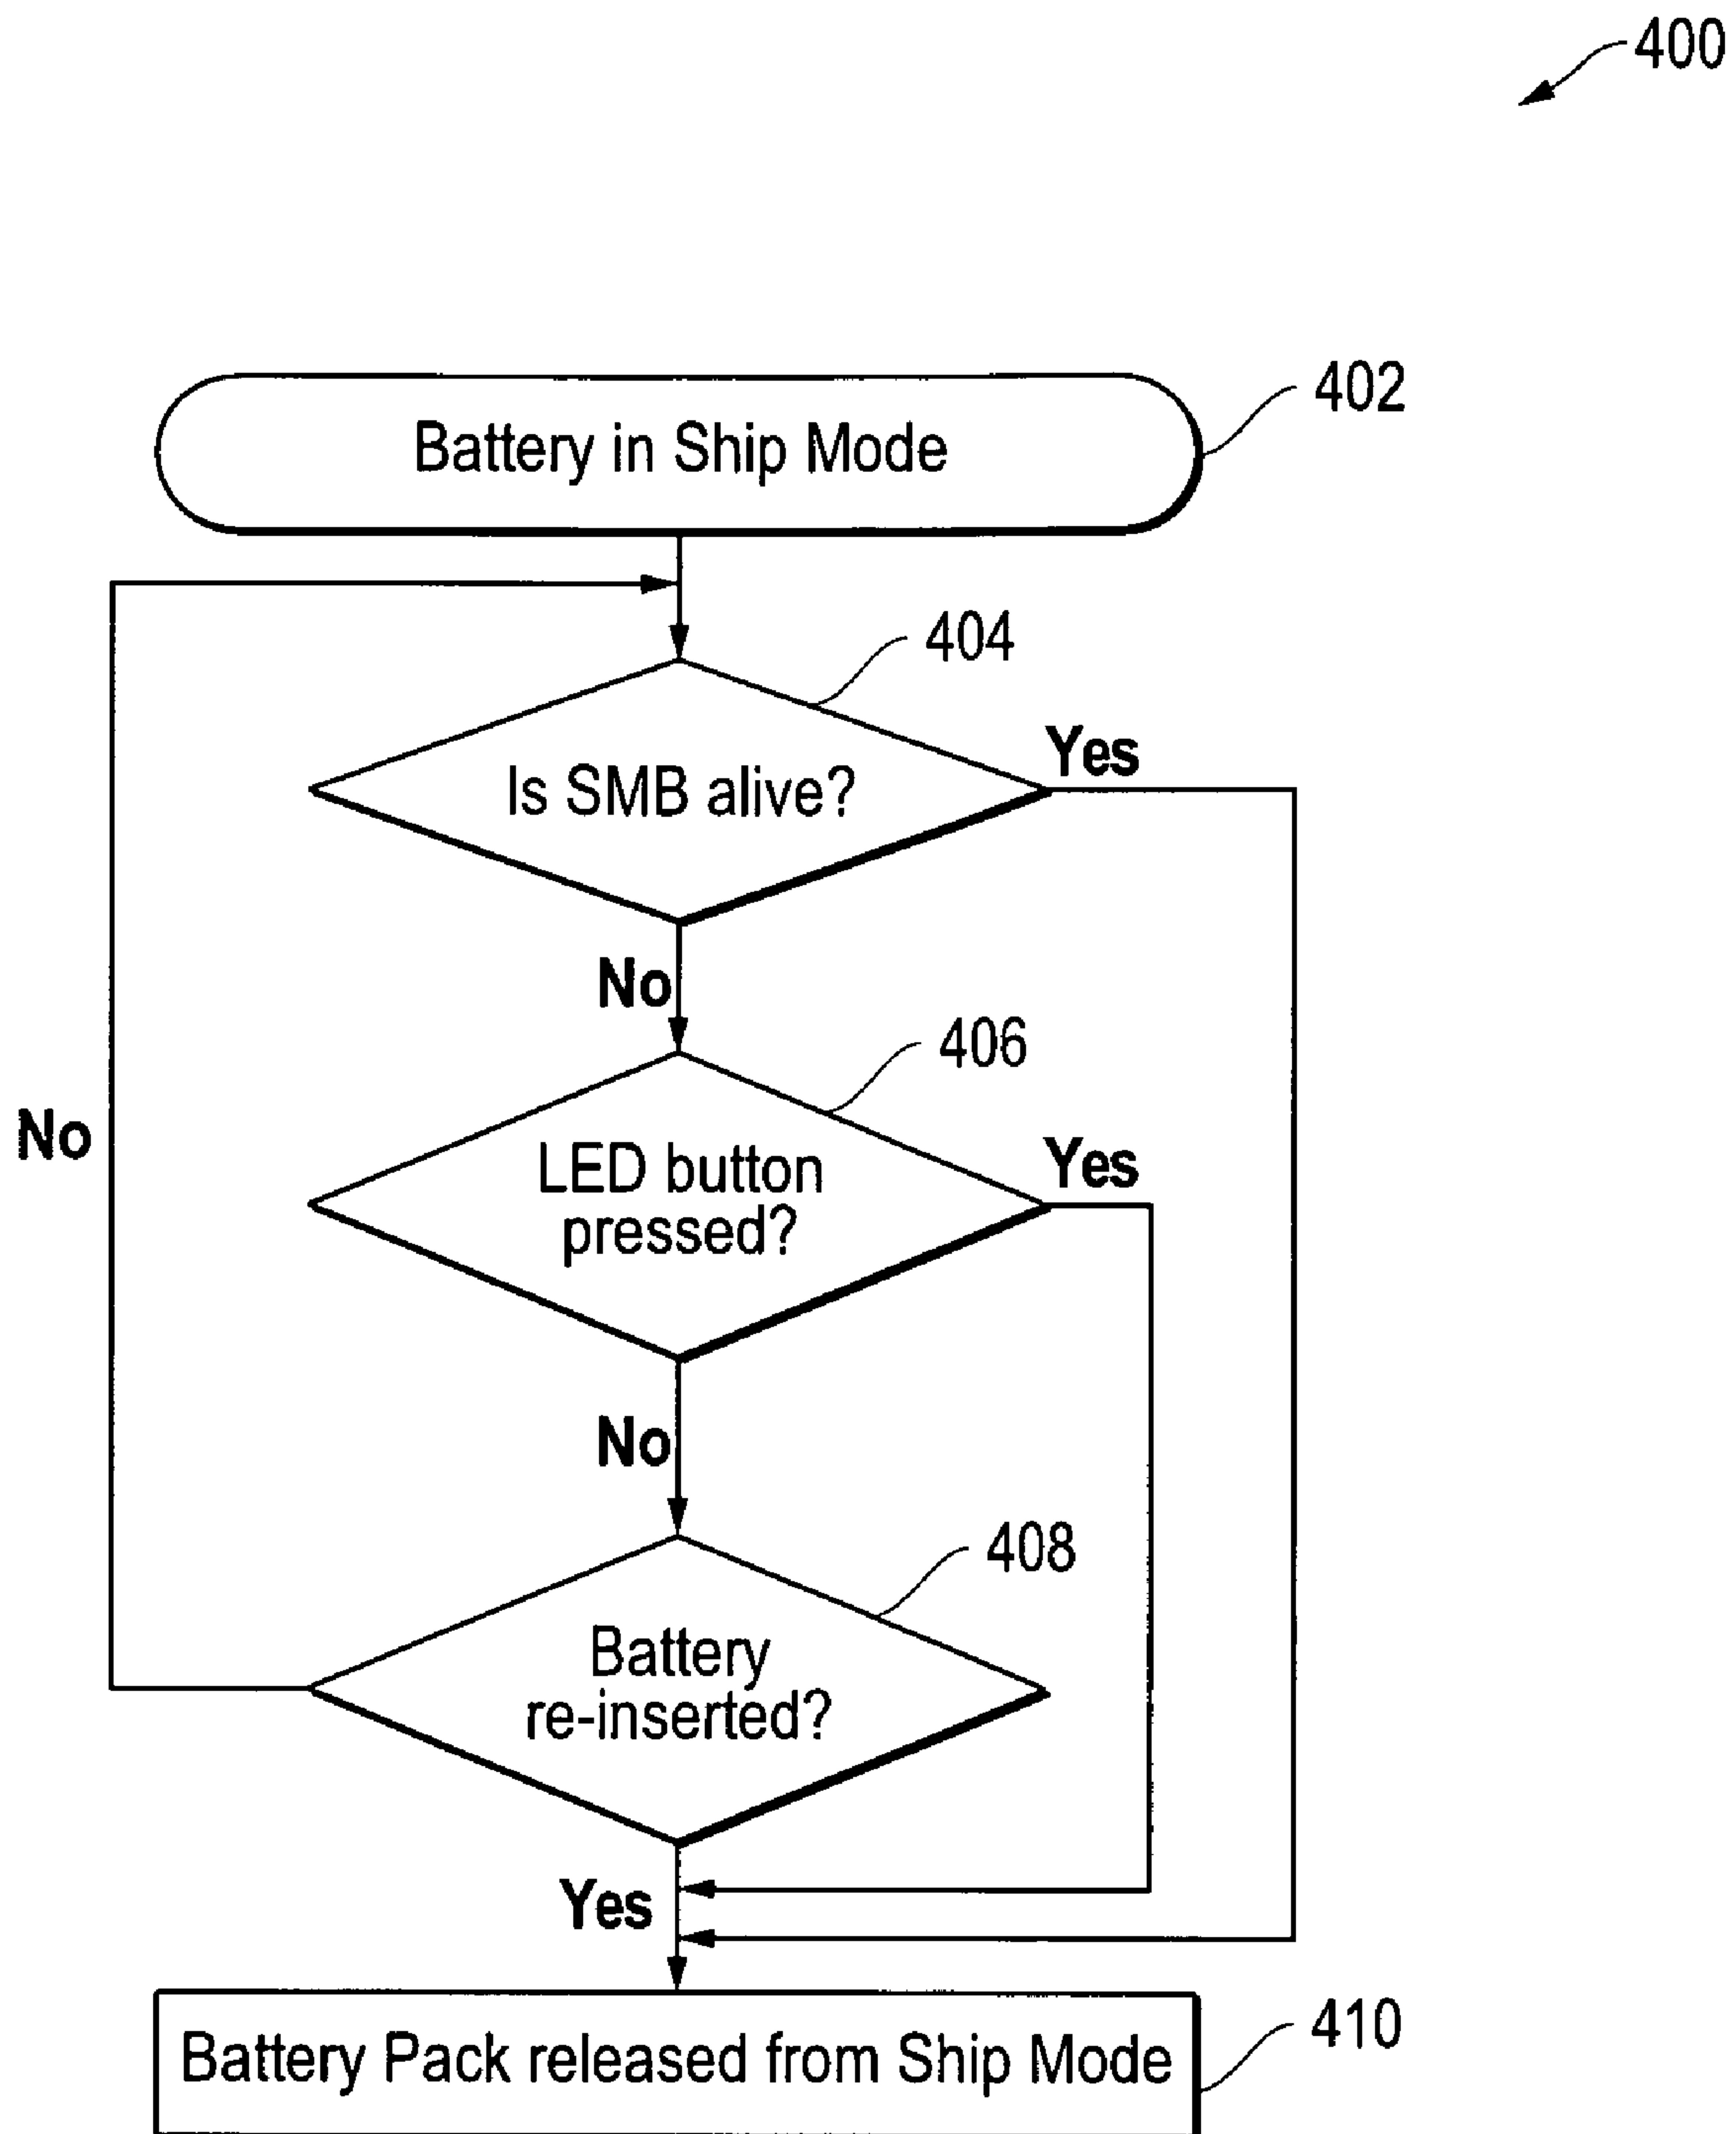 400
Battery in Ship Mode
402
404
Is SMB alive?
Yes
No
406
No
LED button
pressed?
Yes
No
408
Battery
re-inserted?
Yes
Battery Pack released from Ship Mode
410